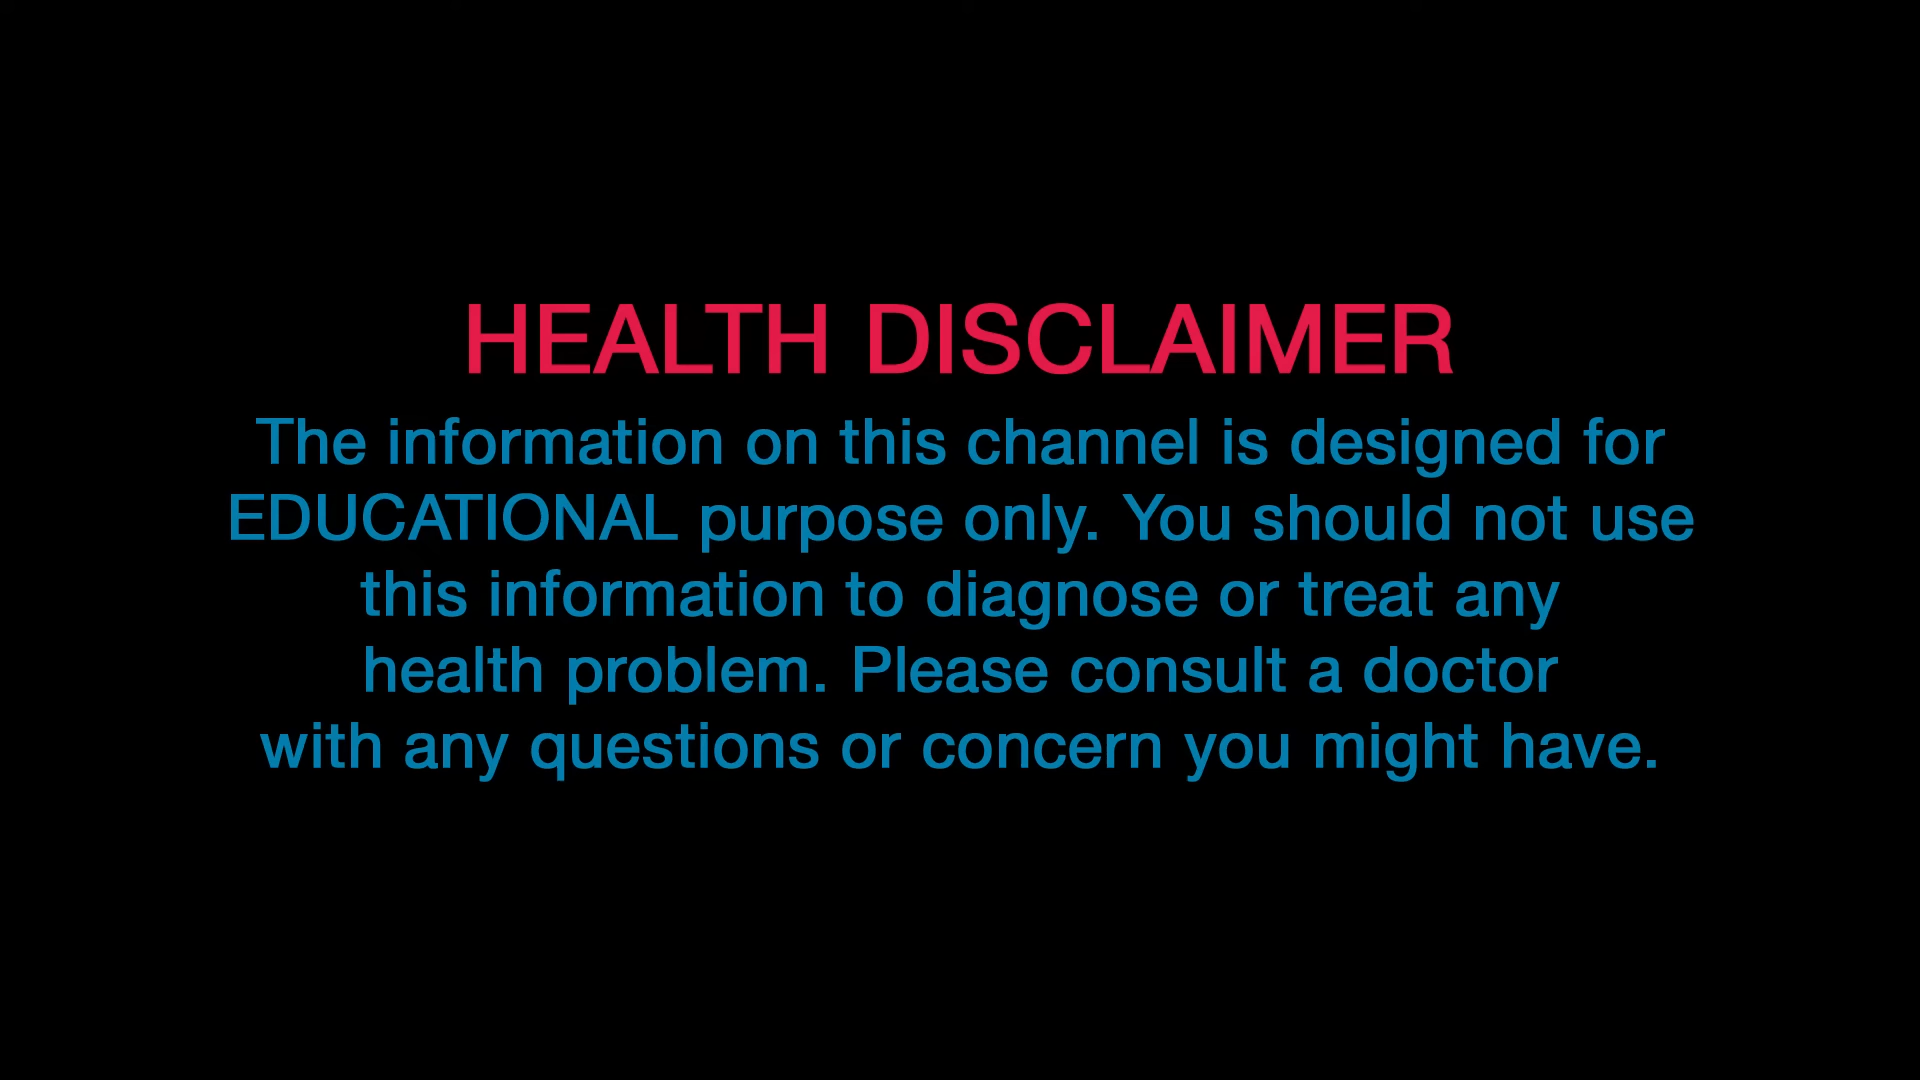 HEALTH DISCLAIMER
The information on this channel is designed for
EDUCATIONAL purpose only. You should not use
this information to diagnose or treat any
health problem. Please consult a doctor
with any questions or concern you might have.